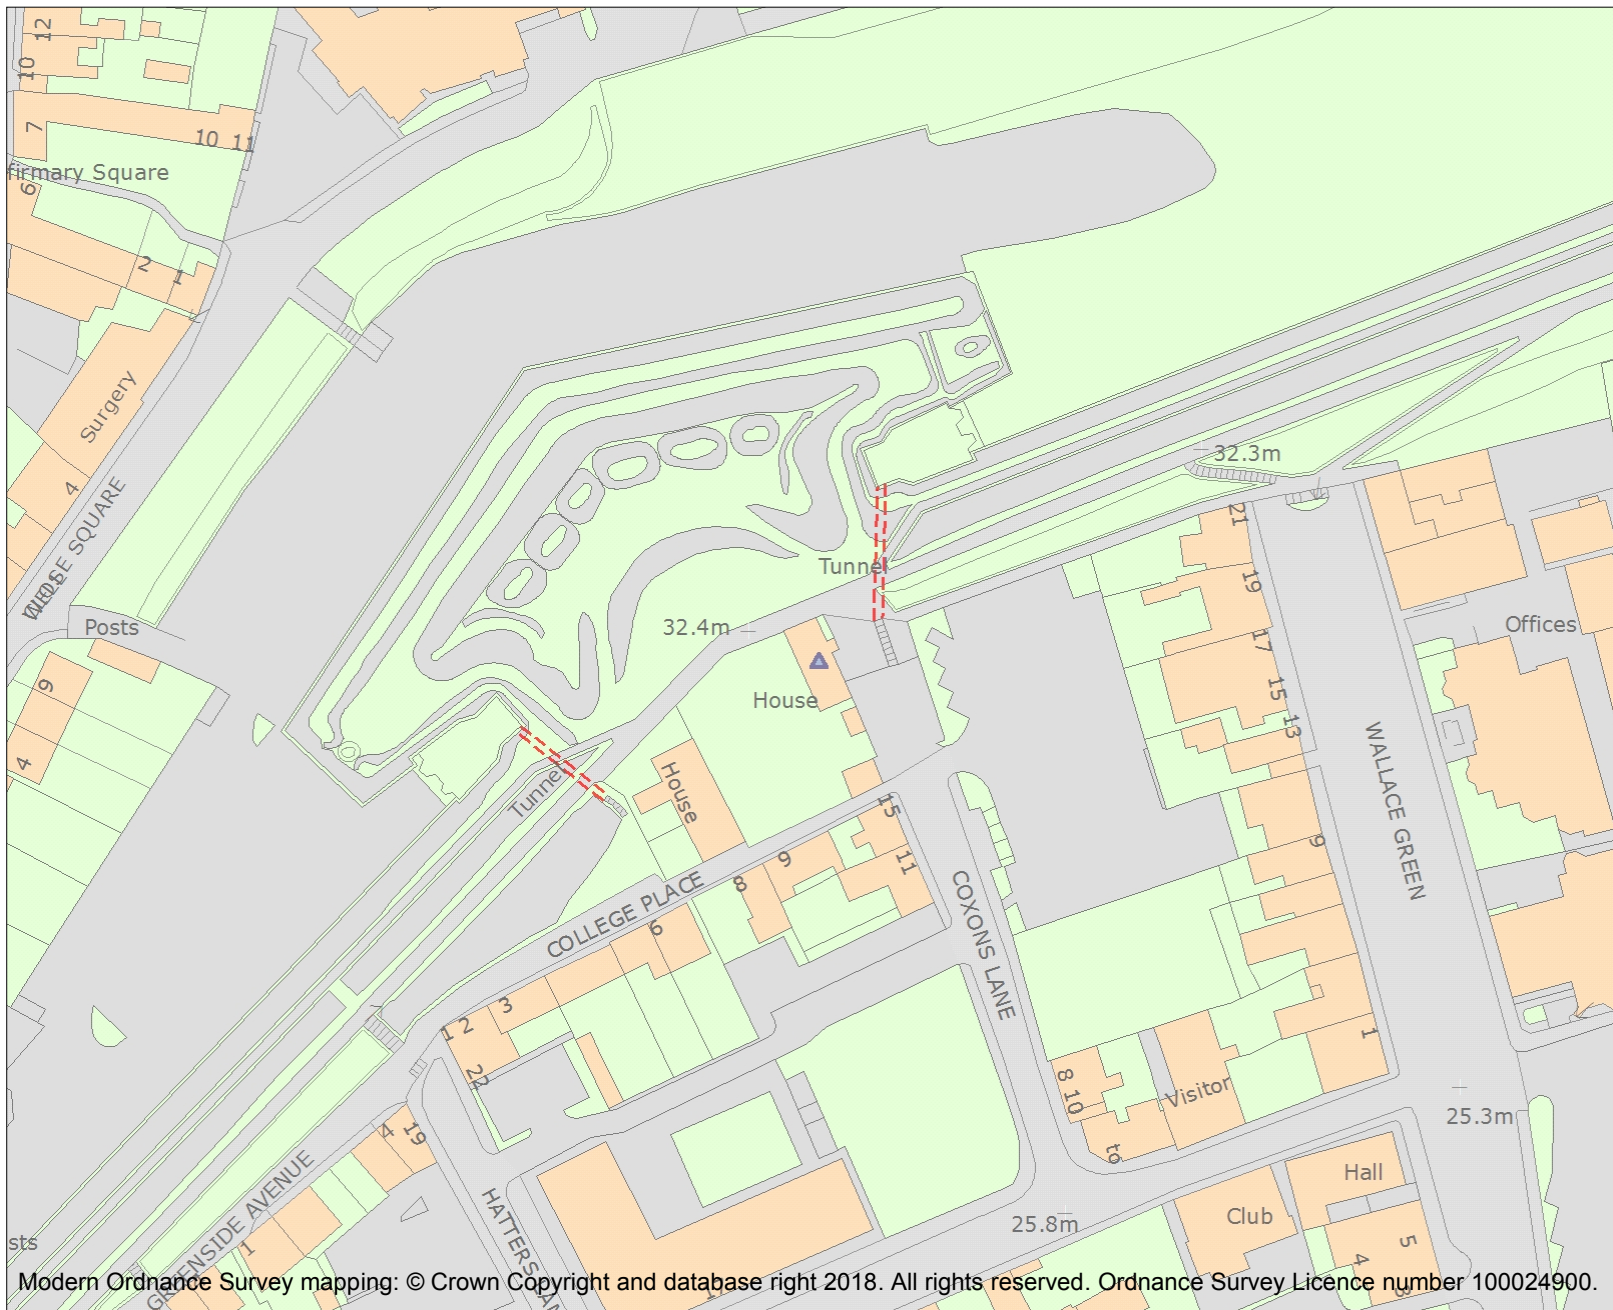 12
10
7
10 11
firmary Square
6
2
1
Surgery
4
32.3m
21
Tunnel
19
Posts
32.4m
Offices
17
9
House
15
13
4
WALLACE GREEN
Tunnel
House
15
9
9
11
8
COLLEGE PLACE
6
COXONS LANE
3
1 2
1
22
8
10
Visitor
25.3m
4
19
to
Hall
25.8m
Club
GREENSIDE AVENUE
1
sts
5
4
Modern Ordnance Survey mapping: © Crown Copyright and database right 2018. All rights reserved. Ordnance Survey Licence number 100024900.